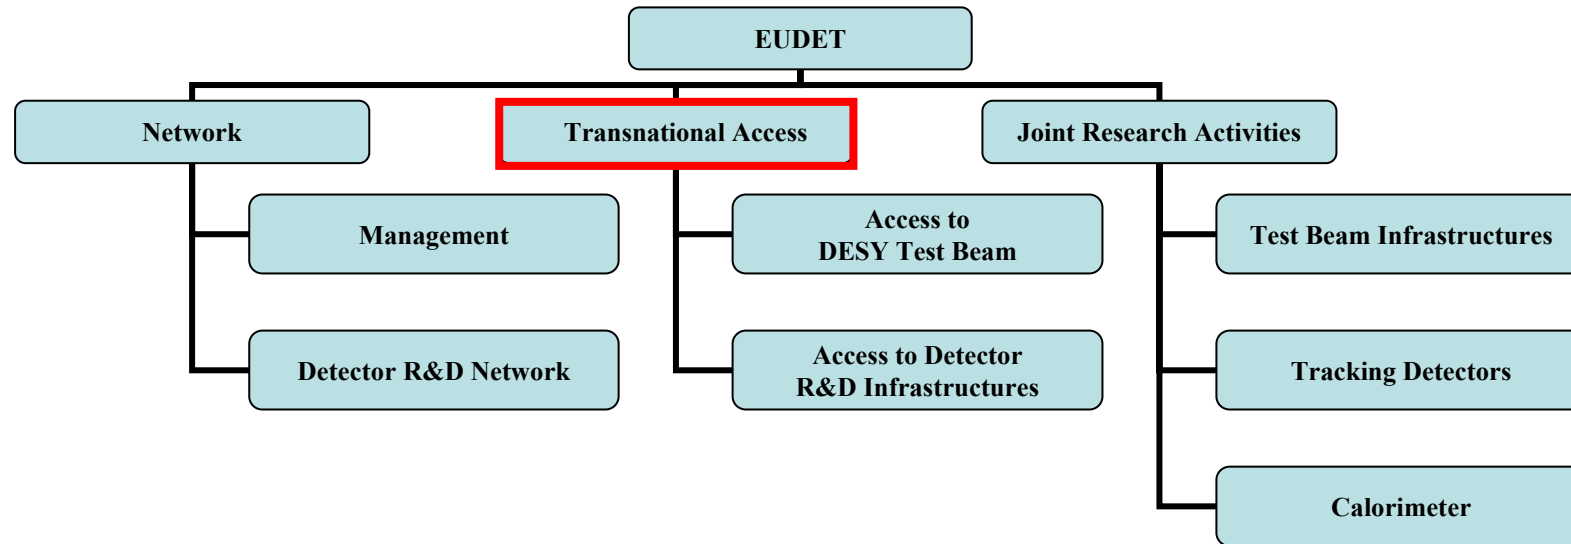 EUDET
Network
Transnational Access
Joint Research Activities
Management
Access to
DESY Test Beam
Test Beam Infrastructures
Detector R&D Network
Access to Detector
R&D Infrastructures
Tracking Detectors
Calorimeter